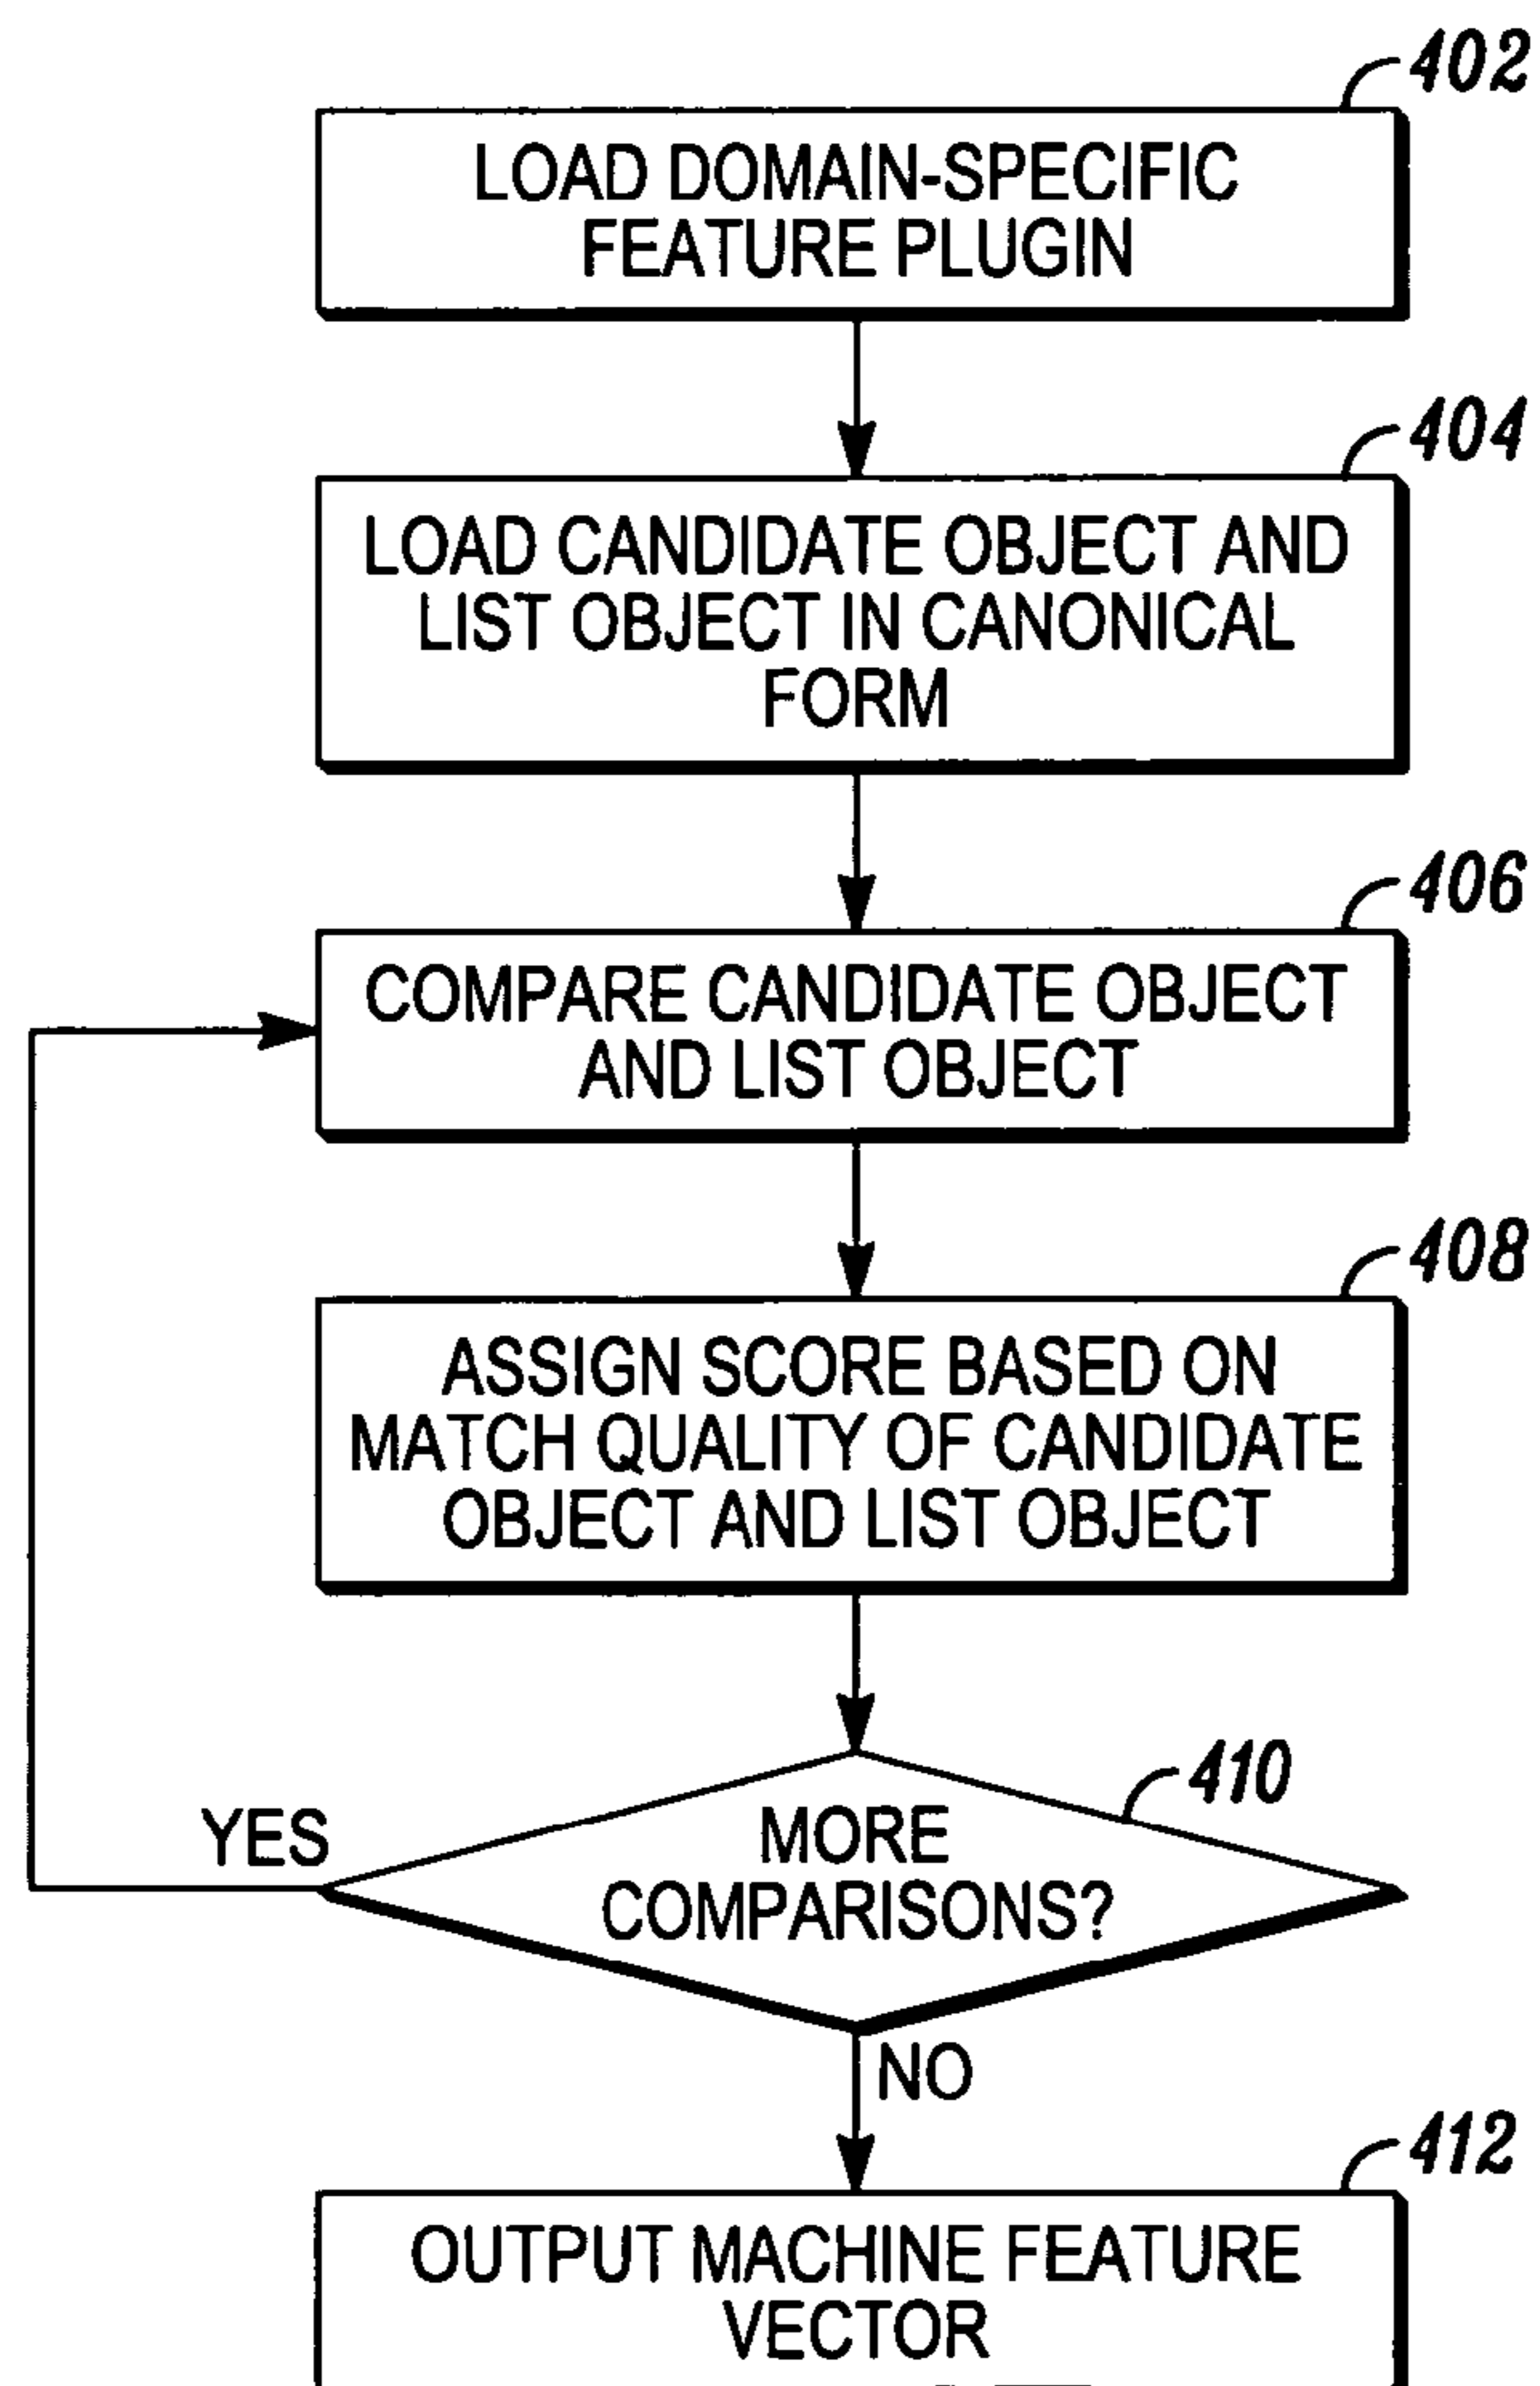 402
LOAD DOMAIN-SPECIFIC
FEATURE PLUGIN
404
LOAD CANDIDATE OBJECT AND
LIST OBJECT IN CANONICAL
FORM
406
COMPARE CANDIDATE OBJECT
AND LIST OBJECT
408
ASSIGN SCORE BASED ON
MATCH QUALITY OF CANDIDATE
OBJECT AND LIST OBJECT
410
YES
MORE
COMPARISONS?
NO
412
OUTPUT MACHINE FEATURE
VECTOR